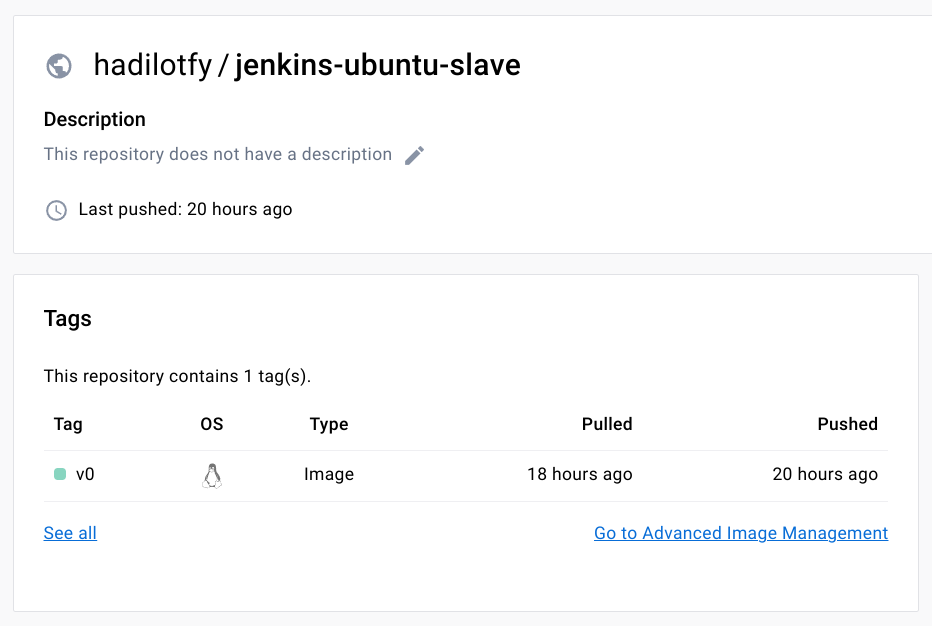 hadilotfy / jenkins-ubuntu-slave
Description
This repository does not have a description
Last pushed: 20 hours ago
Tags
This repository contains 1 tag(s).
Tag OS Type Pulled Pushed
v0 Image 18 hours ago 20 hours ago
See all Go to Advanced Image Management